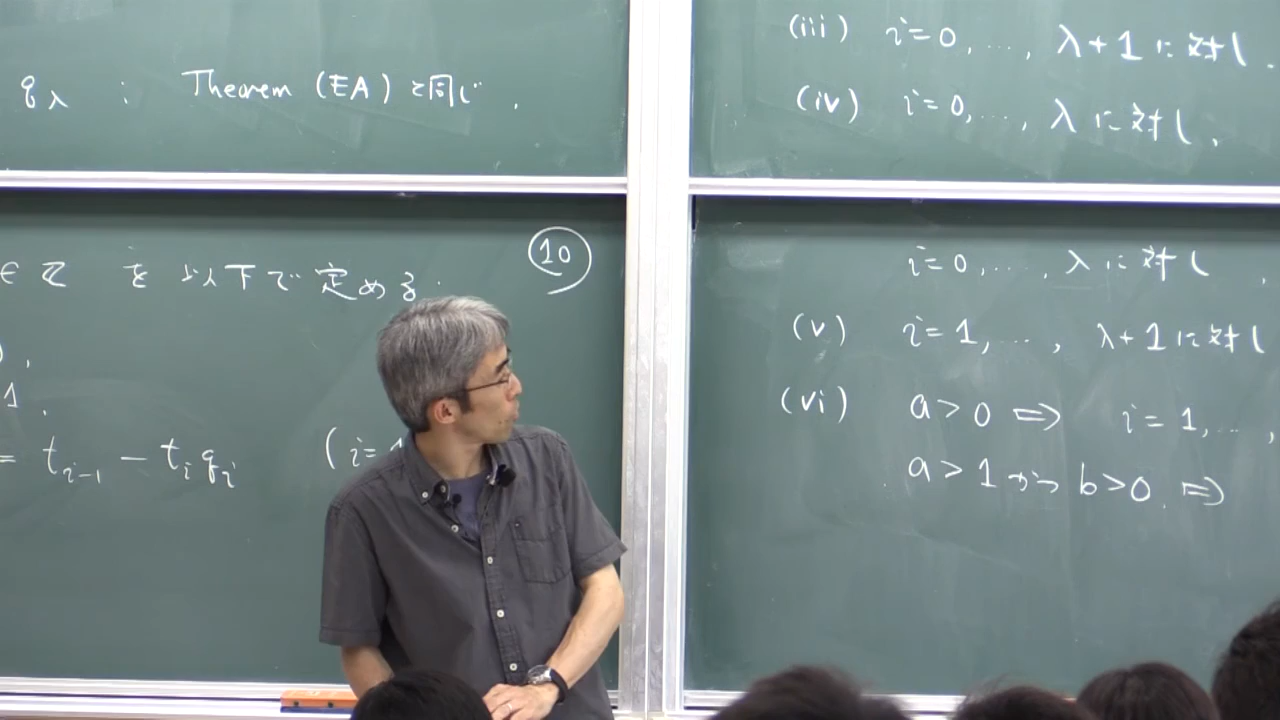 q_λ : Theorem (EA) と同じ.
∈ Z を 以下で 定める.
⑩
),
1.
= t_{i-1} - t_i q_i (i=1
(iii) i=0, …, λ+1 に対し.
(iv) i=0, …, λ に対し,
i=0, …, λ に対し,
(v) i=1, …, λ+1 に対し
(vi) a>0 ⇒ i=1, …,
a>1 かつ b>0 ⇒